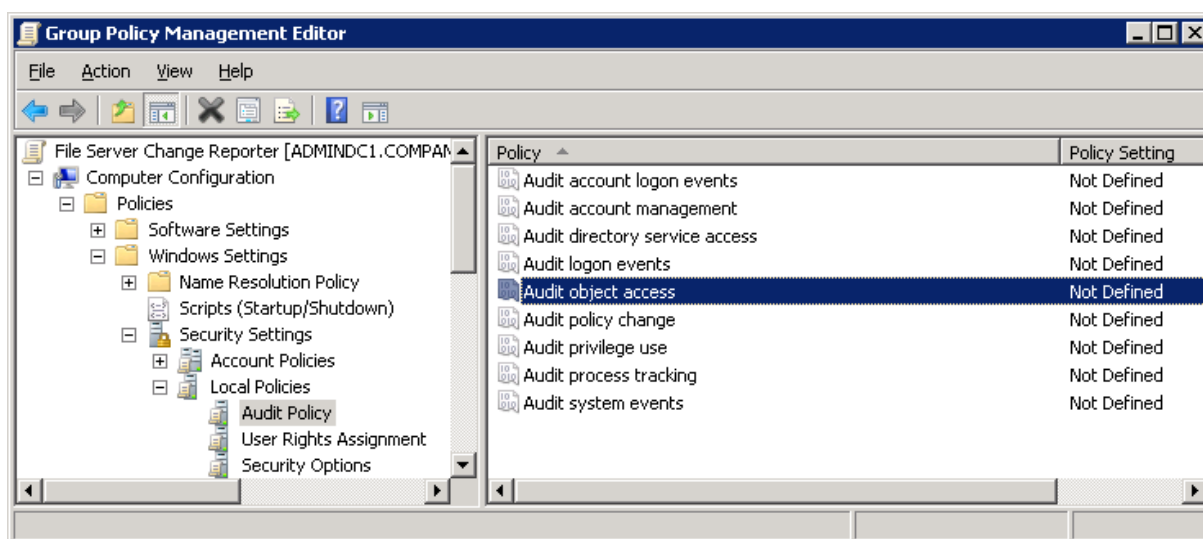 Group Policy Management Editor
File Action View Help
File Server Change Reporter [ADMINDC1.COMPAN
Computer Configuration
Policies
Software Settings
Windows Settings
Name Resolution Policy
Scripts (Startup/Shutdown)
Security Settings
Account Policies
Local Policies
Audit Policy
User Rights Assignment
Security Options
Policy Policy Setting
Audit account logon events Not Defined
Audit account management Not Defined
Audit directory service access Not Defined
Audit logon events Not Defined
Audit object access Not Defined
Audit policy change Not Defined
Audit privilege use Not Defined
Audit process tracking Not Defined
Audit system events Not Defined